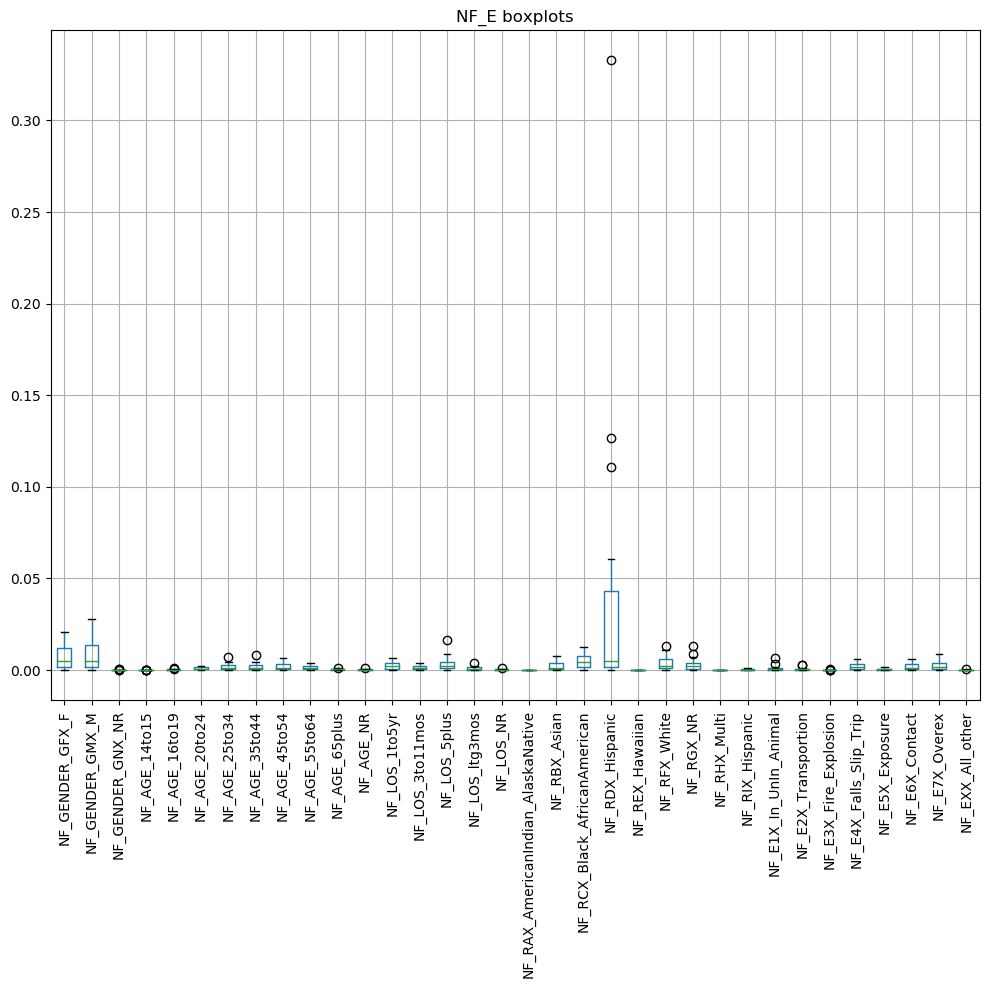 NF_E boxplots
0.30
0.25
0.20
0.15
0.10
0.05
0.00
NF_GENDER_GFX_F
NF_GENDER_GMX_M
NF_GENDER_GNX_NR
NF_AGE_14to15
NF_AGE_16to19
NF_AGE_20to24
NF_AGE_25to34
NF_AGE_35to44
NF_AGE_45to54
NF_AGE_55to64
NF_AGE_65plus
NF_AGE_NR
NF_LOS_1to5yr
NF_LOS_3to11mos
NF_LOS_5plus
NF_LOS_ltg3mos
NF_LOS_NR
NF_RAX_AmericanIndian_AlaskaNative
NF_RBX_Asian
NF_RCX_Black_AfricanAmerican
NF_RDX_Hispanic
NF_REX_Hawaiian
NF_RFX_White
NF_RGX_NR
NF_RHX_Multi
NF_RIX_Hispanic
NF_E1X_In_UnIn_Animal
NF_E2X_Transportion
NF_E3X_Fire_Explosion
NF_E4X_Falls_Slip_Trip
NF_E5X_Exposure
NF_E6X_Contact
NF_E7X_Overex
NF_EXX_All_other